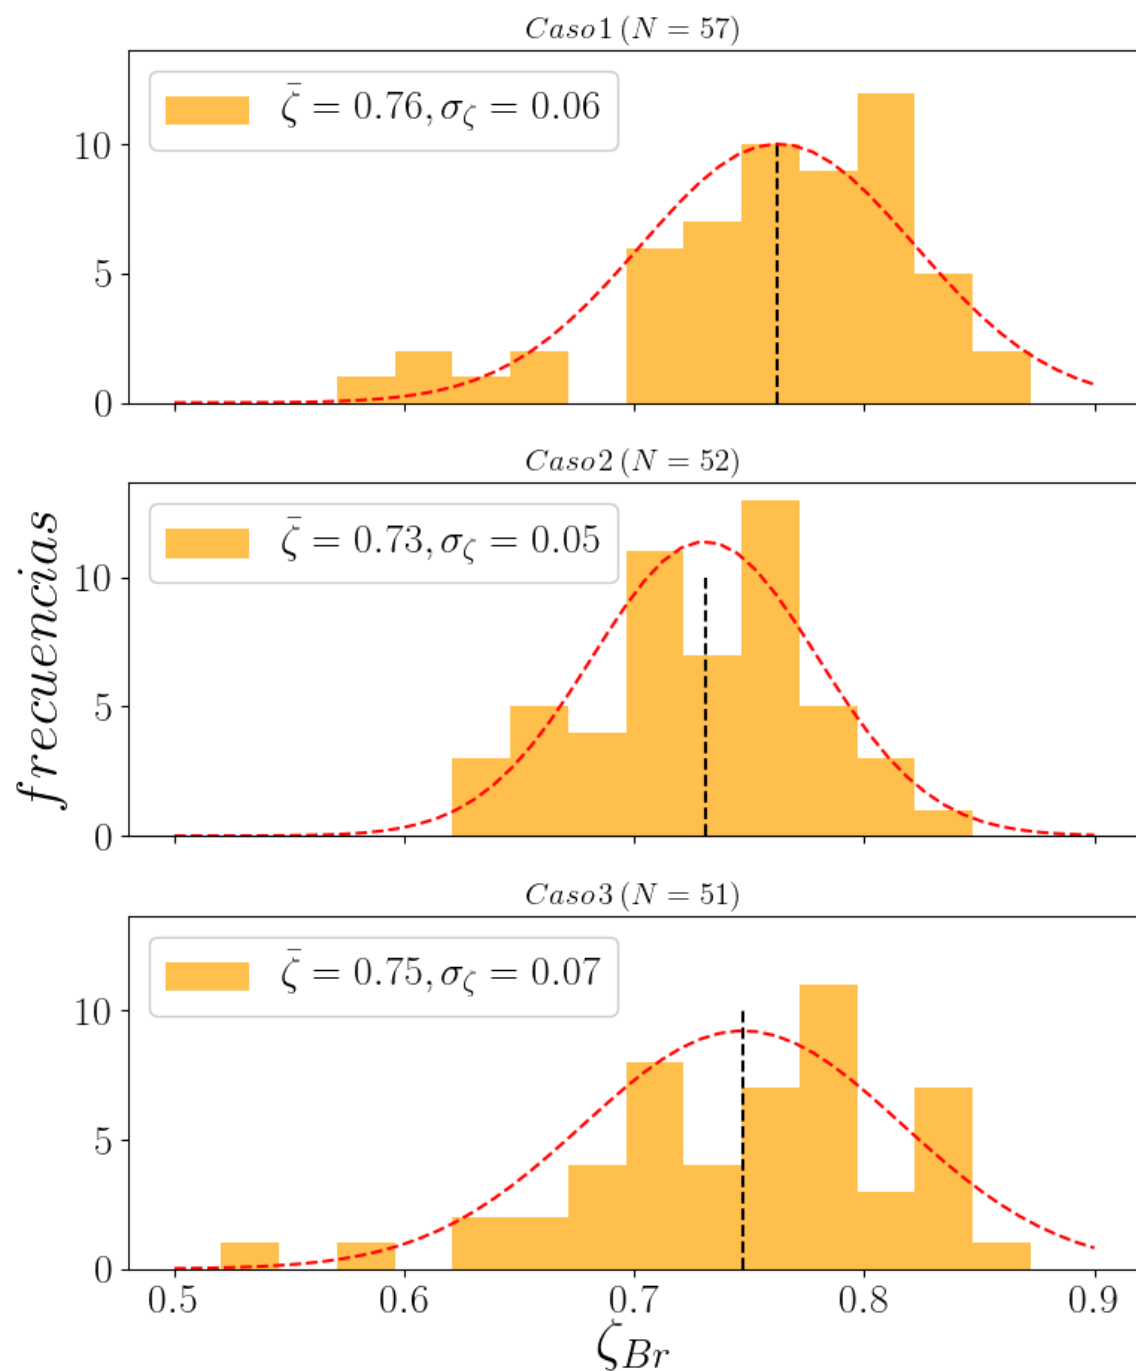 Caso1 (N = 57)
ζ̄ = 0.76, σ_ζ = 0.06
10
5
0
Caso2 (N = 52)
ζ̄ = 0.73, σ_ζ = 0.05
10
5
0
frecuencias
Caso3 (N = 51)
ζ̄ = 0.75, σ_ζ = 0.07
10
5
0
0.5 0.6 0.7 0.8 0.9
ζ_Br